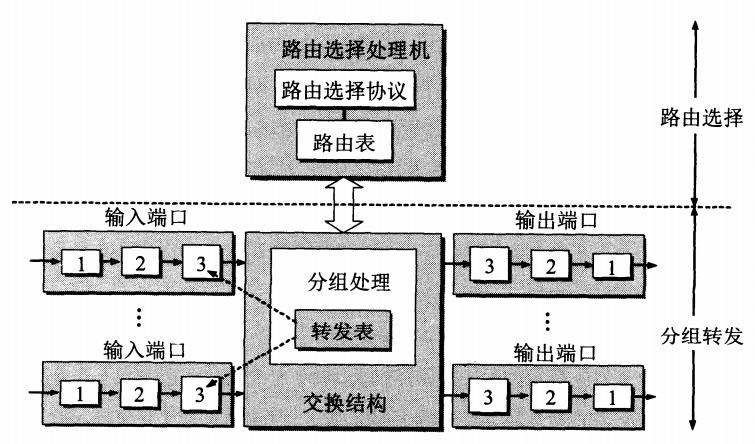 路由选择处理机
路由选择协议
路由表
路由选择
输入端口
1 2 3
输出端口
3 2 1
分组处理
转发表
交换结构
⋮
⋮
分组转发
输入端口
1 2 3
输出端口
3 2 1